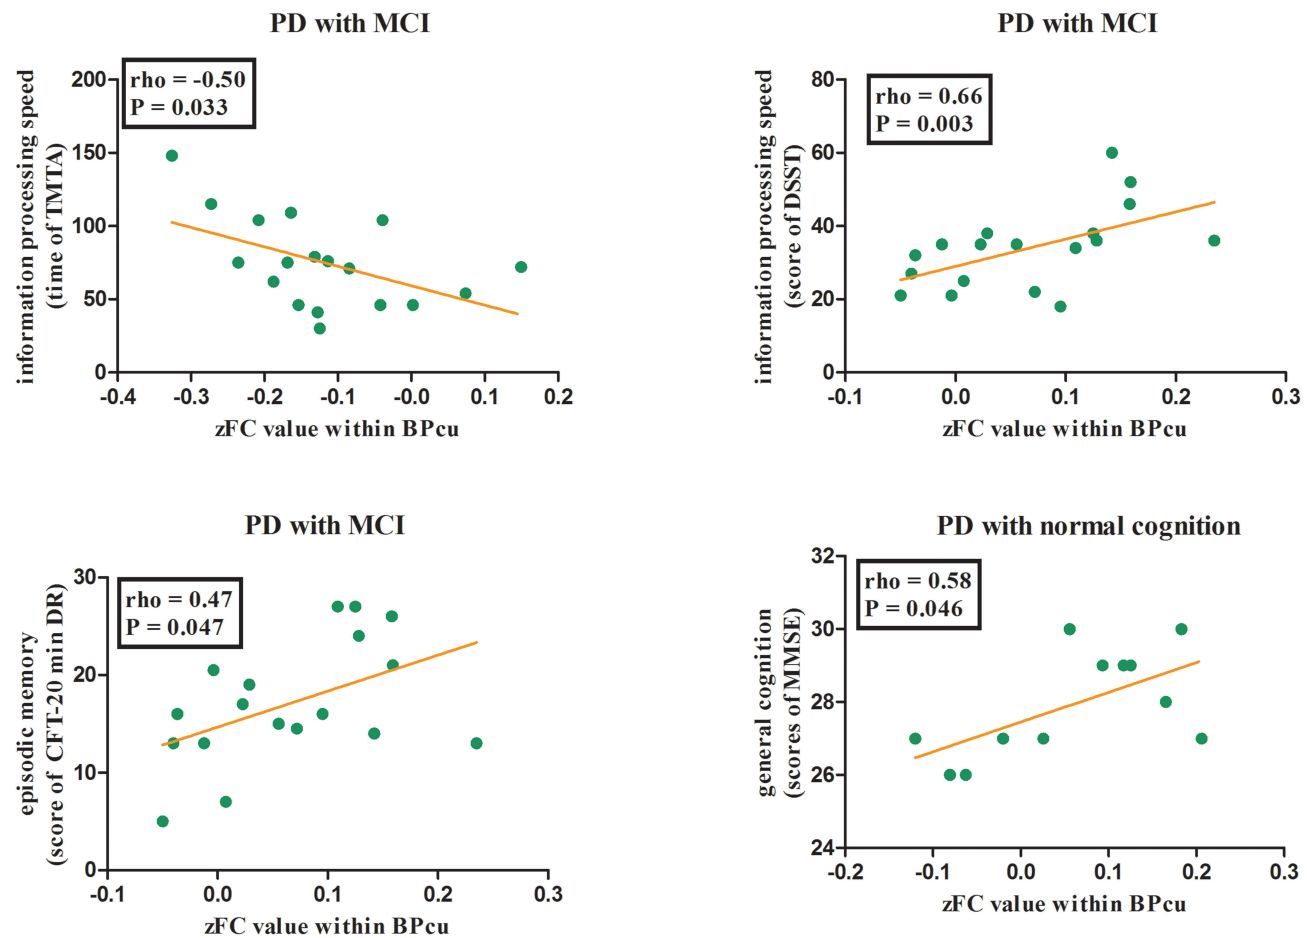 PD with MCI
rho = -0.50
P = 0.033
information processing speed
(time of TMTA)
200
150
100
50
0
-0.4 -0.3 -0.2 -0.1 -0.0 0.1 0.2
zFC value within BPcu
PD with MCI
rho = 0.66
P = 0.003
information processing speed
(score of DSST)
80
60
40
20
0
-0.1 0.0 0.1 0.2 0.3
zFC value within BPcu
PD with MCI
rho = 0.47
P = 0.047
episodic memory
(score of CFT-20 min DR)
30
20
10
0
-0.1 0.0 0.1 0.2 0.3
zFC value within BPcu
PD with normal cognition
rho = 0.58
P = 0.046
general cognition
(scores of MMSE)
32
30
28
26
24
-0.2 -0.1 0.0 0.1 0.2 0.3
zFC value within BPcu